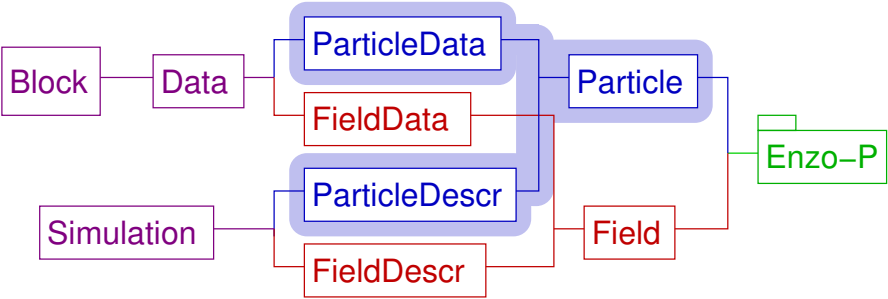 ParticleData
Block
Data
Particle
FieldData
Enzo−P
ParticleDescr
Simulation
Field
FieldDescr